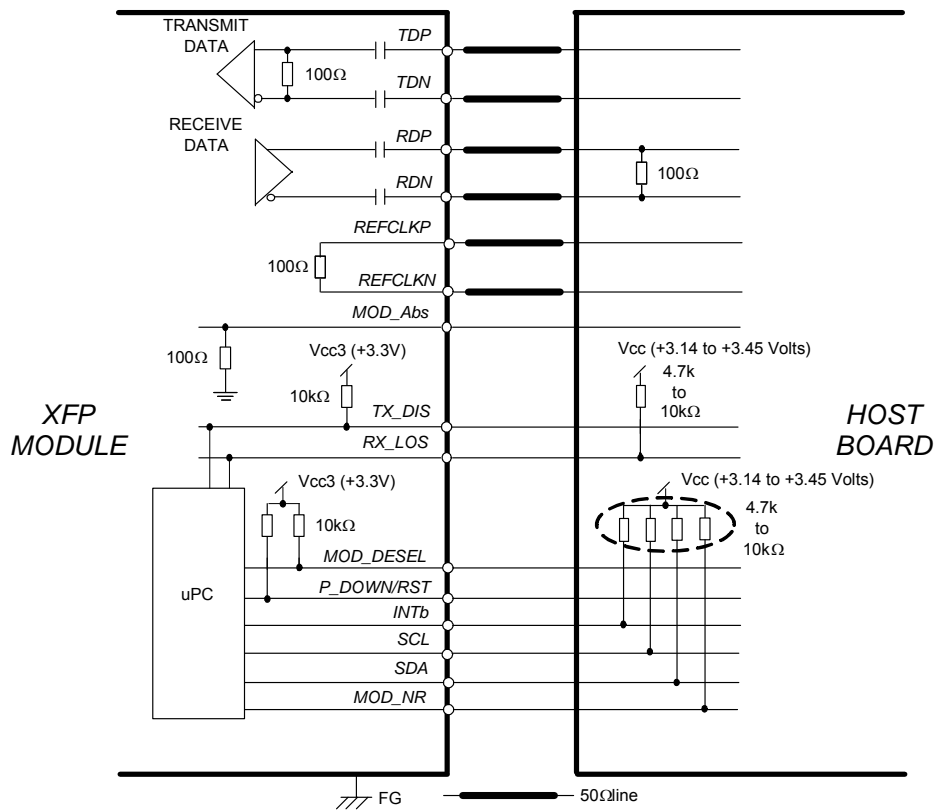 TRANSMIT
DATA
TDP
100Ω
TDN
RECEIVE
DATA
RDP
100Ω
RDN
REFCLKP
100Ω
REFCLKN
MOD_Abs
100Ω
Vcc3 (+3.3V)
10kΩ
TX_DIS
RX_LOS
Vcc (+3.14 to +3.45 Volts)
4.7k
to
10kΩ
XFP
MODULE
HOST
BOARD
Vcc3 (+3.3V)
10kΩ
Vcc (+3.14 to +3.45 Volts)
4.7k
to
10kΩ
MOD_DESEL
P_DOWN/RST
uPC
INTb
SCL
SDA
MOD_NR
FG
50Ωline